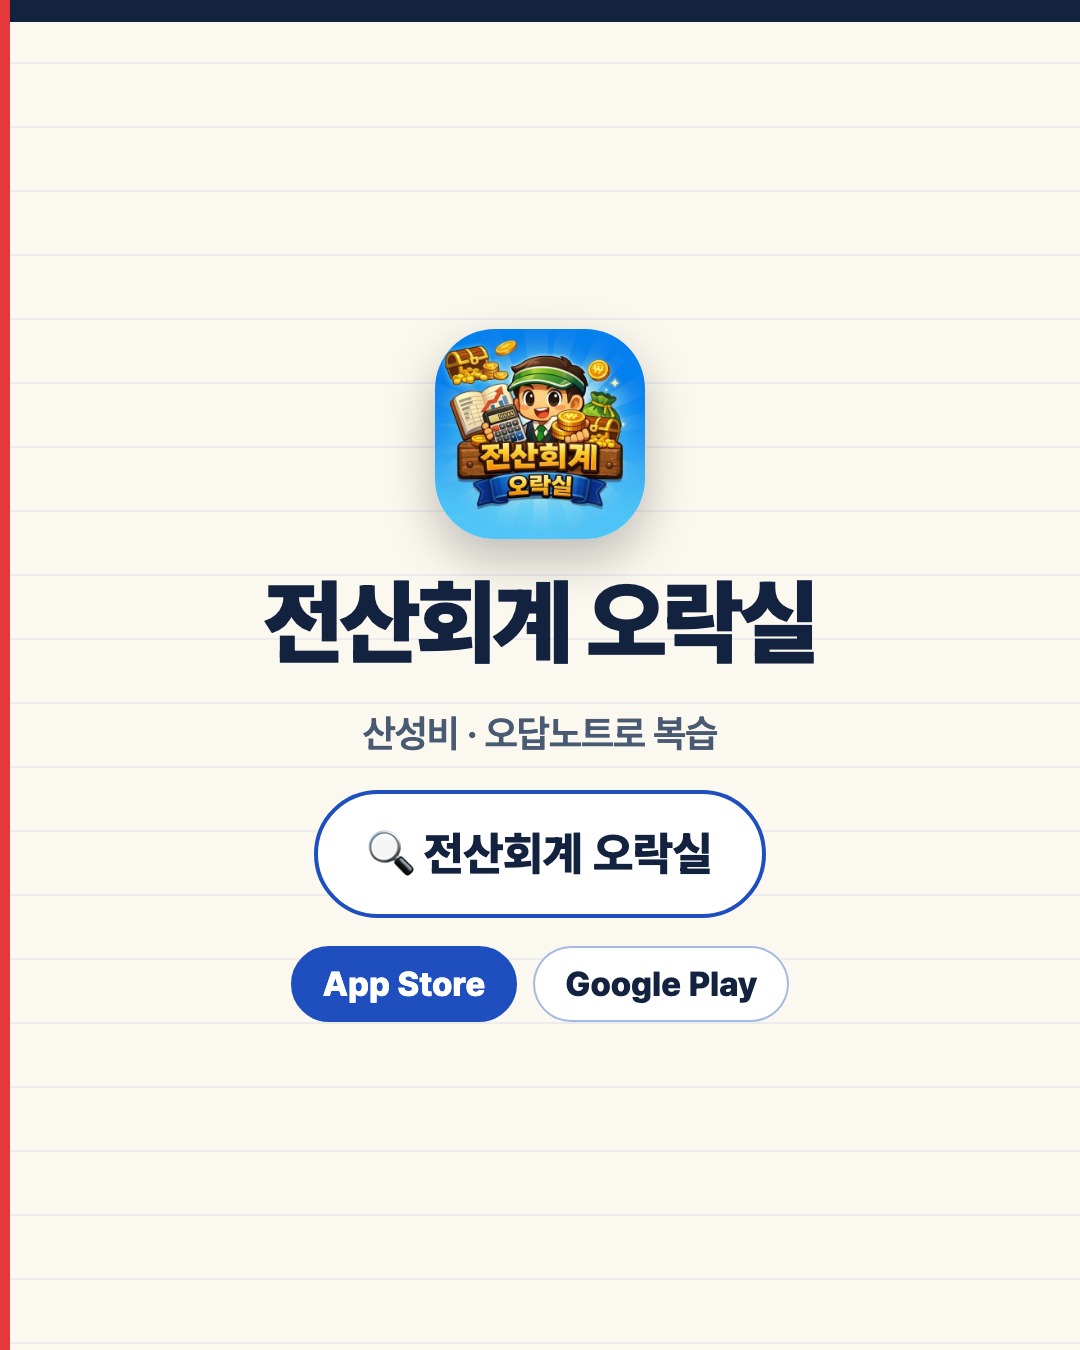 전산회계
오락실
전산회계 오락실
산성비 · 오답노트로 복습
🔍 전산회계 오락실
App Store
Google Play